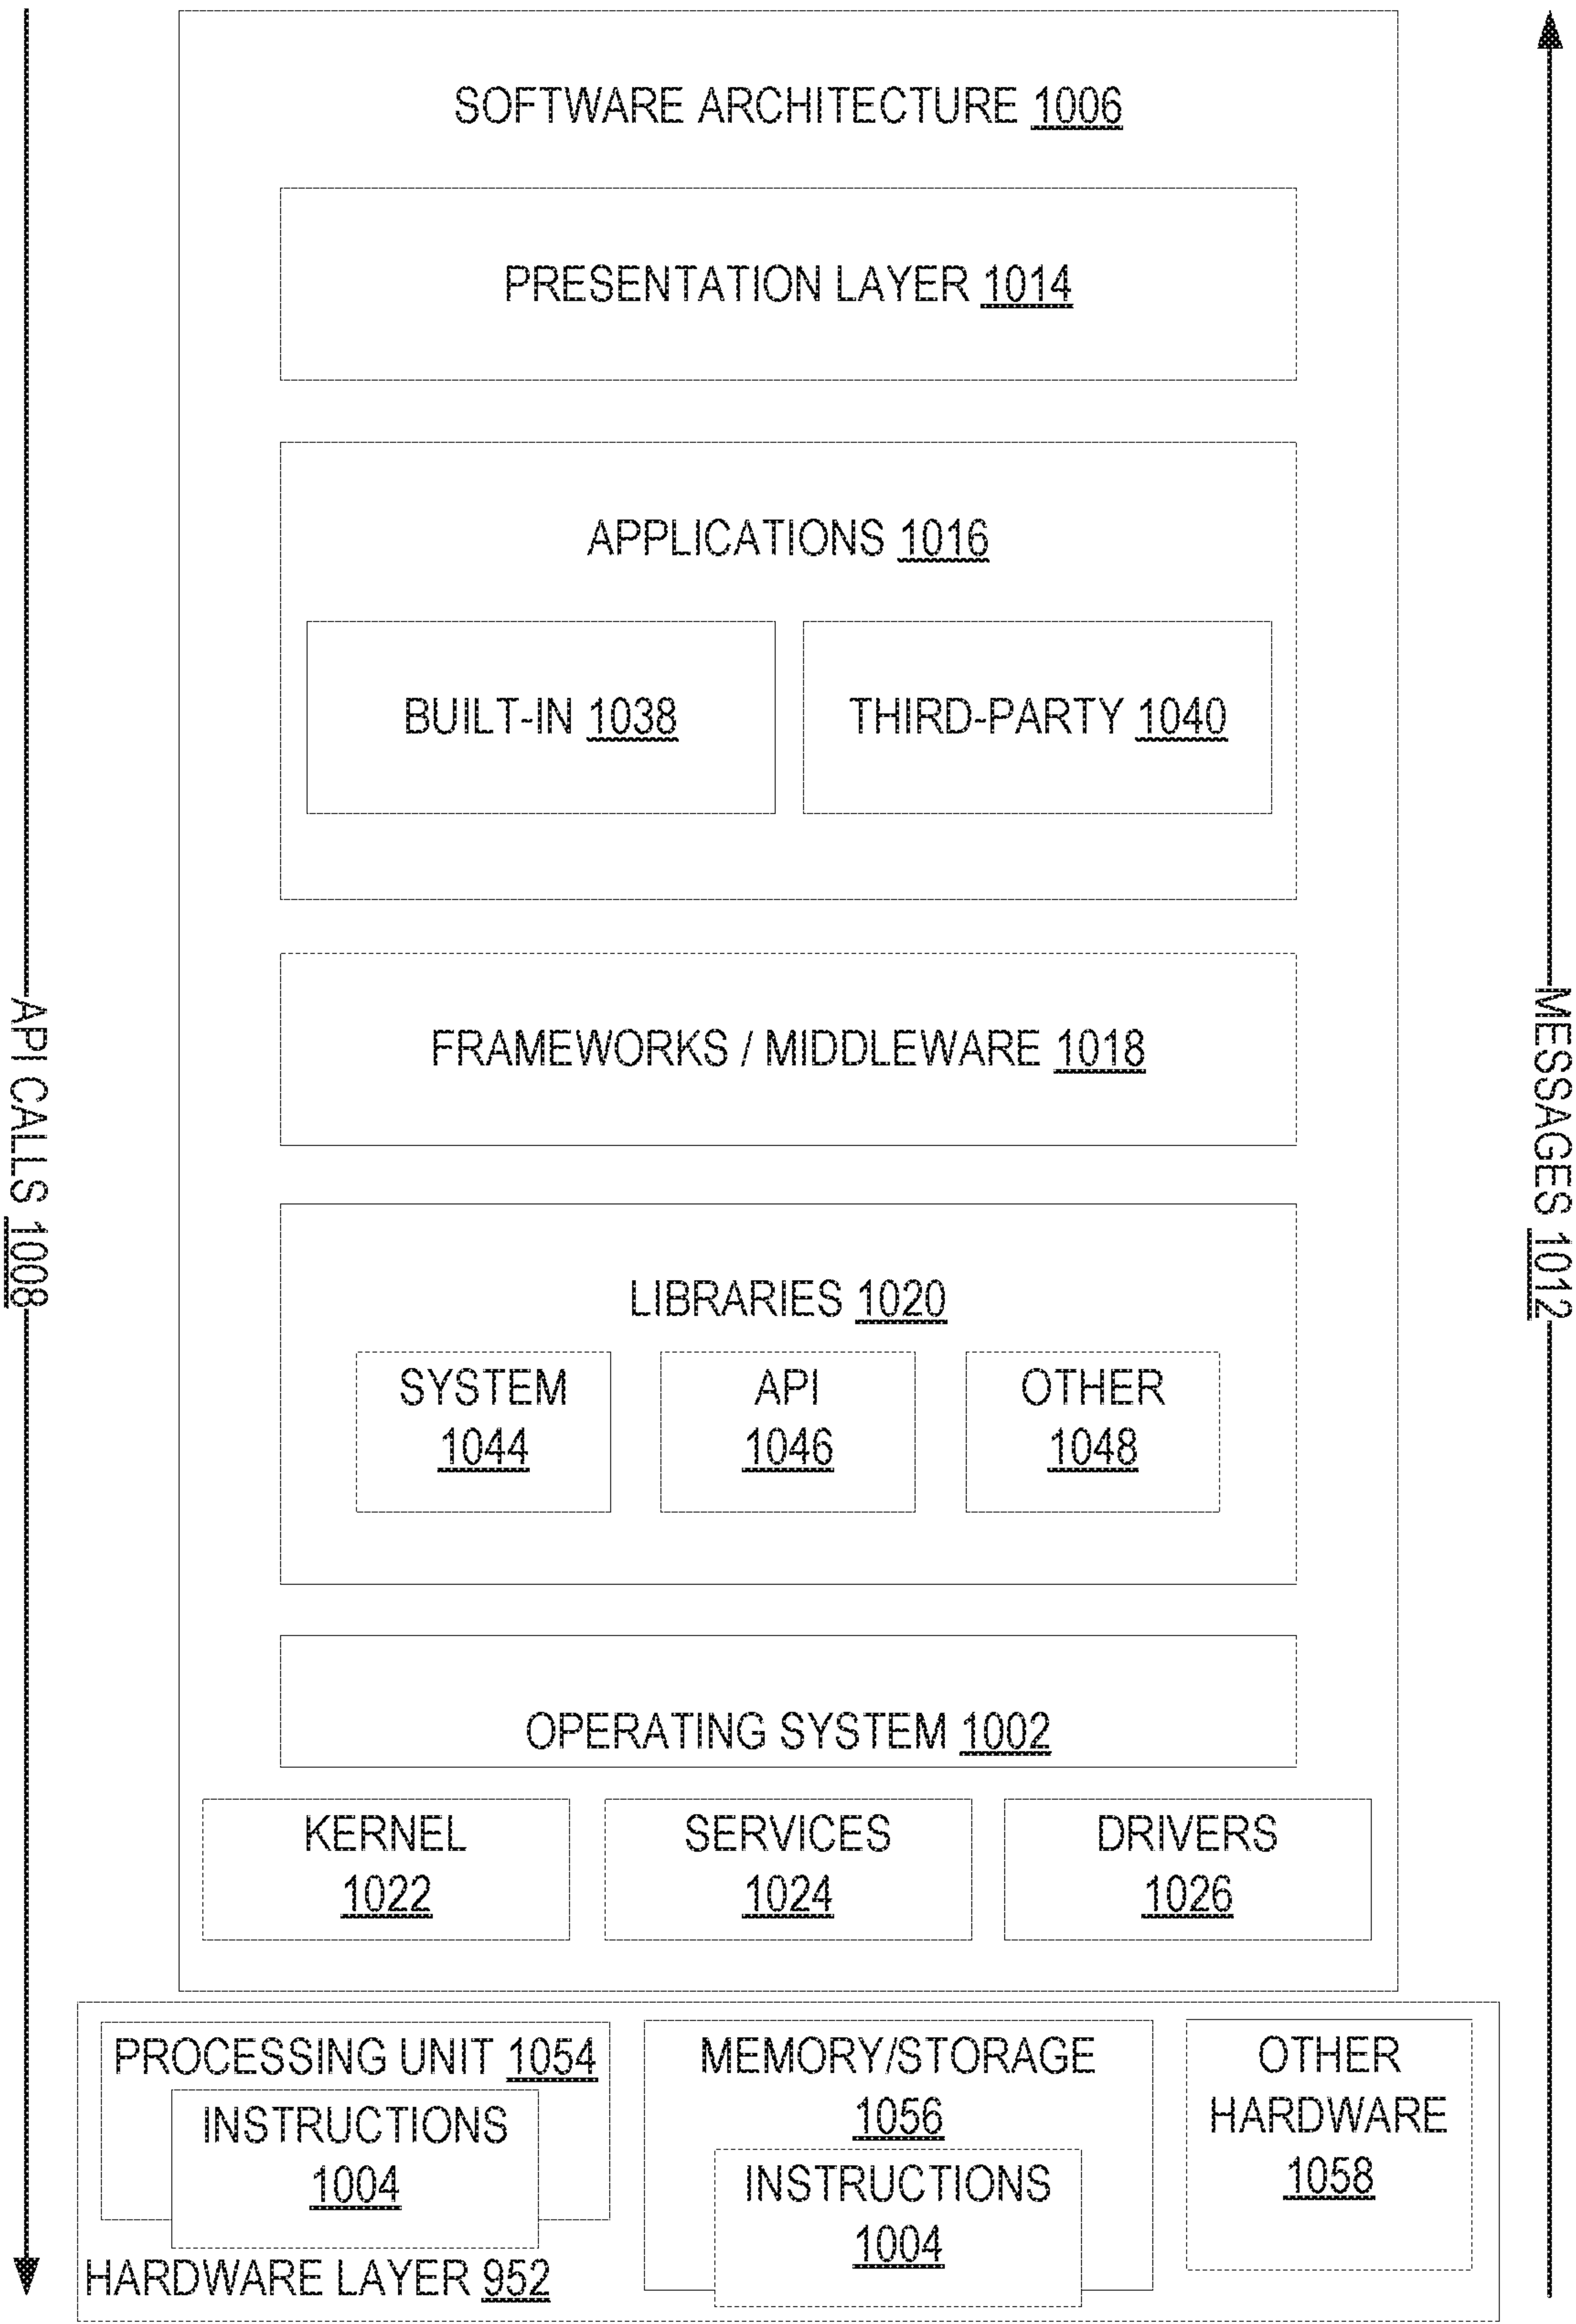 SOFTWARE ARCHITECTURE 1006
PRESENTATION LAYER 1014
APPLICATIONS 1016
BUILT-IN 1038
THIRD-PARTY 1040
FRAMEWORKS / MIDDLEWARE 1018
API CALLS 1008
MESSAGES 1012
LIBRARIES 1020
SYSTEM
1044
API
1046
OTHER
1048
OPERATING SYSTEM 1002
KERNEL
1022
SERVICES
1024
DRIVERS
1026
PROCESSING UNIT 1054
INSTRUCTIONS
1004
MEMORY/STORAGE
1056
INSTRUCTIONS
1004
OTHER
HARDWARE
1058
HARDWARE LAYER 952